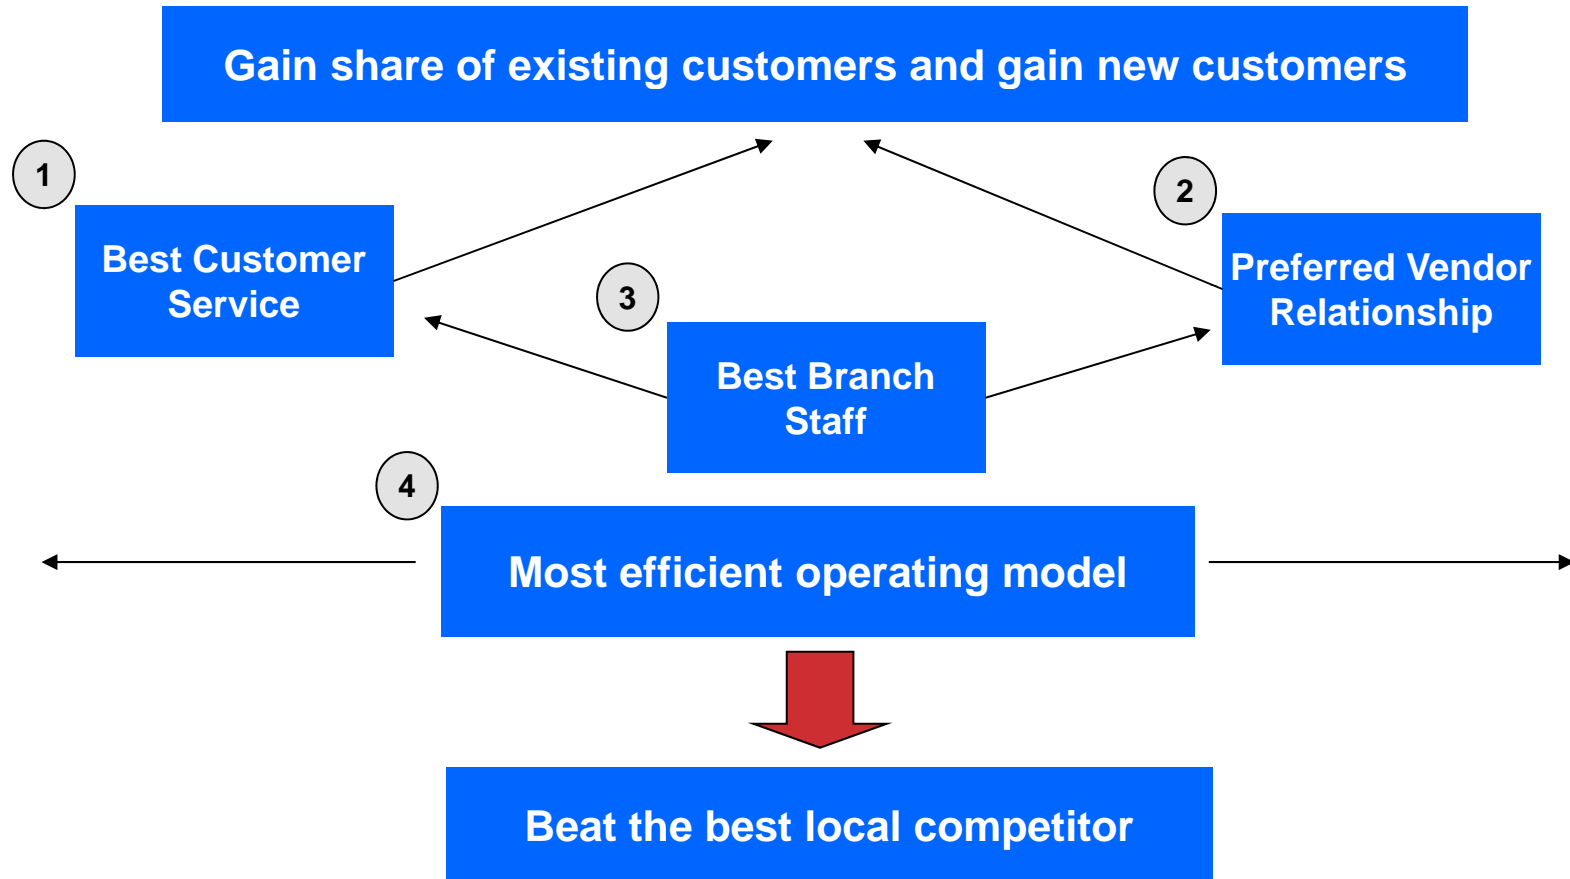 Gain share of existing customers and gain new customers
1
Best Customer
Service
2
Preferred Vendor
Relationship
3
Best Branch
Staff
4
Most efficient operating model
Beat the best local competitor